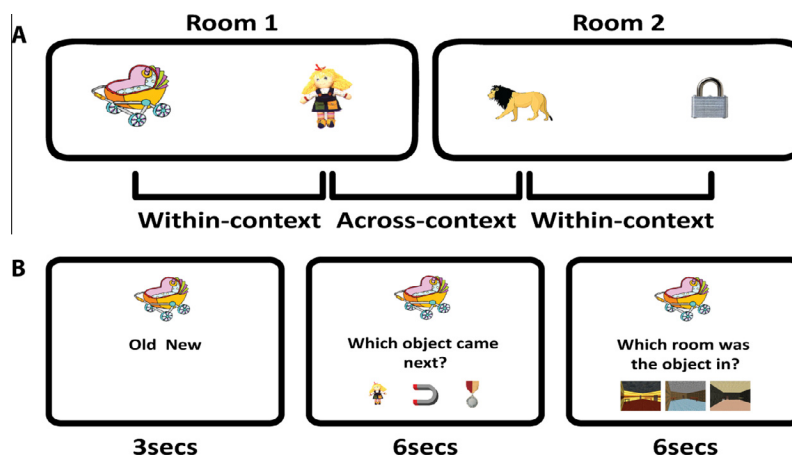 Room 1 Room 2
A
Within-context Across-context Within-context
B
Old New
Which object came
next?
Which room was
the object in?
3secs 6secs 6secs